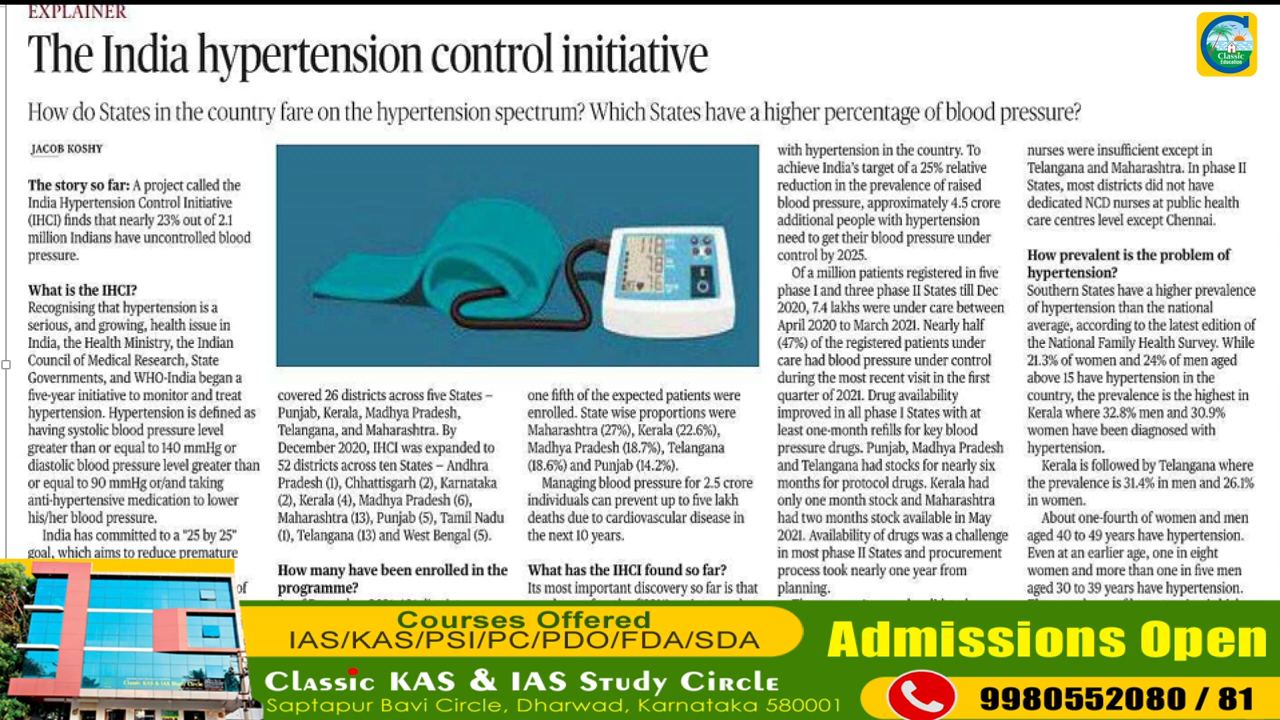 EXPLAINER
The India hypertension control initiative
How do States in the country fare on the hypertension spectrum? Which States have a higher percentage of blood pressure?
Classic
Education
JACOB KOSHY
The story so far: A project called the
India Hypertension Control Initiative
(IHCI) finds that nearly 23% out of 2.1
million Indians have uncontrolled blood
pressure.
What is the IHCI?
Recognising that hypertension is a
serious, and growing, health issue in
India, the Health Ministry, the Indian
Council of Medical Research, State
Governments, and WHO-India began a
five-year initiative to monitor and treat
hypertension. Hypertension is defined as
having systolic blood pressure level
greater than or equal to 140 mmHg or
diastolic blood pressure level greater than
or equal to 90 mmHg or/and taking
anti-hypertensive medication to lower
his/her blood pressure.
India has committed to a “25 by 25”
goal, which aims to reduce premature
of
covered 26 districts across five States –
Punjab, Kerala, Madhya Pradesh,
Telangana, and Maharashtra. By
December 2020, IHCI was expanded to
52 districts across ten States – Andhra
Pradesh (1), Chhattisgarh (2), Karnataka
(2), Kerala (4), Madhya Pradesh (6),
Maharashtra (13), Punjab (5), Tamil Nadu
(1), Telangana (13) and West Bengal (5).
How many have been enrolled in the
programme?
one fifth of the expected patients were
enrolled. State wise proportions were
Maharashtra (27%), Kerala (22.6%),
Madhya Pradesh (18.7%), Telangana
(18.6%) and Punjab (14.2%).
Managing blood pressure for 2.5 crore
individuals can prevent up to five lakh
deaths due to cardiovascular disease in
the next 10 years.
What has the IHCI found so far?
Its most important discovery so far is that
with hypertension in the country. To
achieve India’s target of a 25% relative
reduction in the prevalence of raised
blood pressure, approximately 4.5 crore
additional people with hypertension
need to get their blood pressure under
control by 2025.
Of a million patients registered in five
phase I and three phase II States till Dec
2020, 7.4 lakhs were under care between
April 2020 to March 2021. Nearly half
(47%) of the registered patients under
care had blood pressure under control
during the most recent visit in the first
quarter of 2021. Drug availability
improved in all phase I States with at
least one-month refills for key blood
pressure drugs. Punjab, Madhya Pradesh
and Telangana had stocks for nearly six
months for protocol drugs. Kerala had
only one month stock and Maharashtra
had two months stock available in May
2021. Availability of drugs was a challenge
in most phase II States and procurement
process took nearly one year from
planning.
nurses were insufficient except in
Telangana and Maharashtra. In phase II
States, most districts did not have
dedicated NCD nurses at public health
care centres level except Chennai.
How prevalent is the problem of
hypertension?
Southern States have a higher prevalence
of hypertension than the national
average, according to the latest edition of
the National Family Health Survey. While
21.3% of women and 24% of men aged
above 15 have hypertension in the
country, the prevalence is the highest in
Kerala where 32.8% men and 30.9%
women have been diagnosed with
hypertension.
Kerala is followed by Telangana where
the prevalence is 31.4% in men and 26.1%
in women.
About one-fourth of women and men
aged 40 to 49 years have hypertension.
Even at an earlier age, one in eight
women and more than one in five men
aged 30 to 39 years have hypertension.
Courses Offered
IAS/KAS/PSI/PC/PDO/FDA/SDA
Classic KAS & IAS Study Circle
Saptapur Bavi Circle, Dharwad, Karnataka 580001
Admissions Open
9980552080 / 81